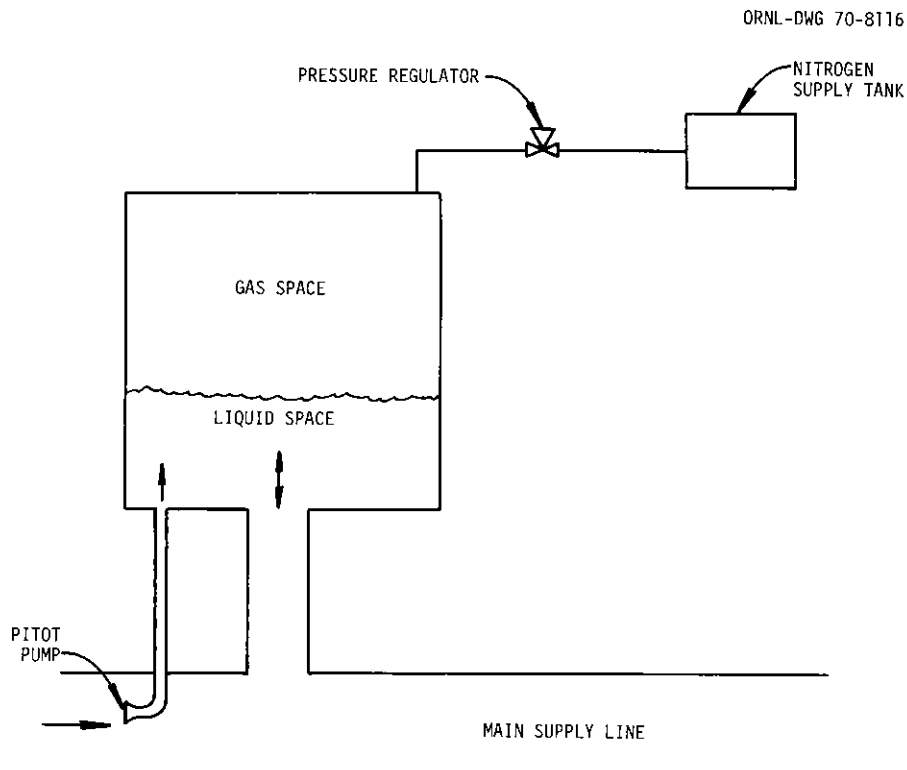 ORNL-DWG 70-8116
PRESSURE REGULATOR
NITROGEN
SUPPLY TANK
GAS SPACE
LIQUID SPACE
PITOT
PUMP
MAIN SUPPLY LINE